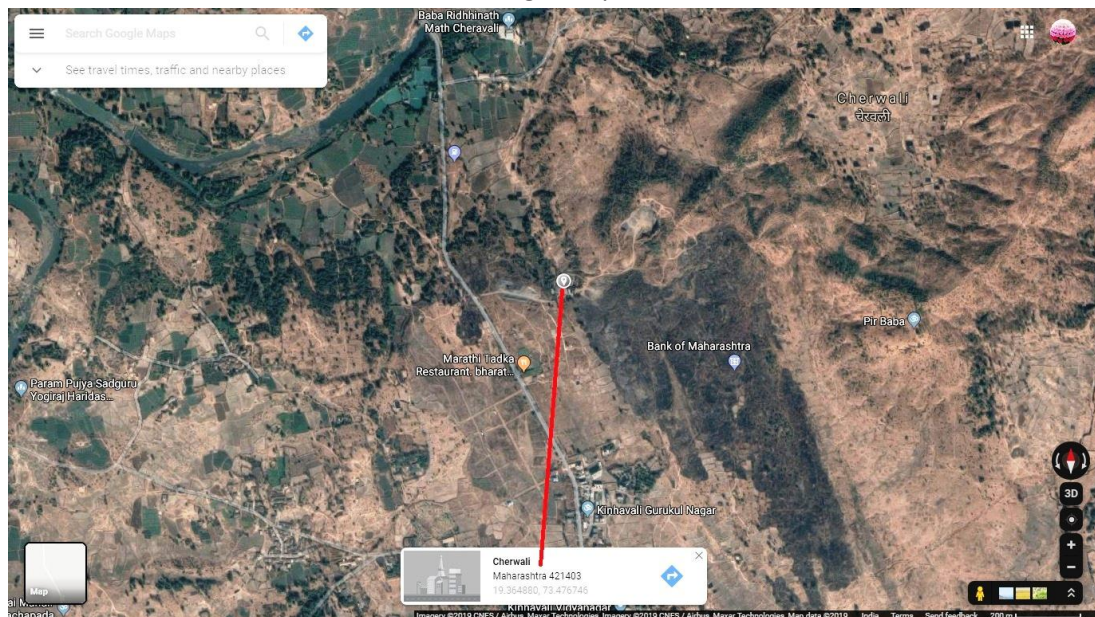 Search Google Maps
See travel times, traffic and nearby places
Baba Ridhhinath
Math Cheravali
Cherwali
चेरवली
Pir Baba
Bank of Maharashtra
Marathi Tadka
Restaurant. bharat...
Param Pujya Sadguru
Yogiraj Haridas...
Kinhavali Gurukul Nagar
3D
Map
Cherwali
Maharashtra 421403
19.364880, 73.476746
Kinhavali Vidyanagar
Imagery ©2019 CNES / Airbus, Maxar Technologies, Imagery ©2019 CNES / Airbus, Maxar Technologies, Map data ©2019 India Terms Send feedback 200 m